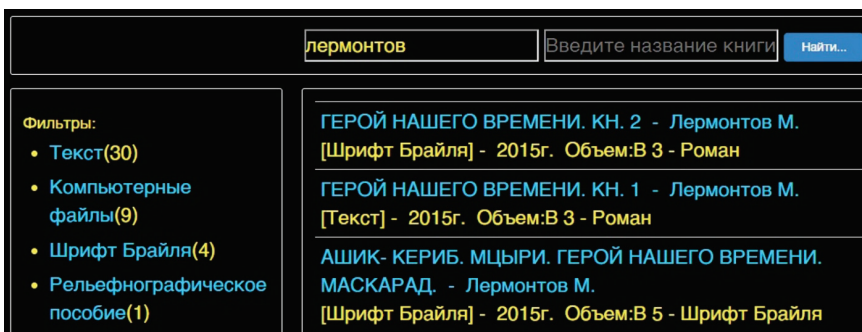 лермонтов
Введите название книги
Найти...
Фильтры:
Текст(30)
Компьютерные
файлы(9)
Шрифт Брайля(4)
Рельефнографическое
пособие(1)
ГЕРОЙ НАШЕГО ВРЕМЕНИ. КН. 2 - Лермонтов М.
[Шрифт Брайля] - 2015г. Объем:В 3 - Роман
ГЕРОЙ НАШЕГО ВРЕМЕНИ. КН. 1 - Лермонтов М.
[Текст] - 2015г. Объем:В 3 - Роман
АШИК- КЕРИБ. МЦЫРИ. ГЕРОЙ НАШЕГО ВРЕМЕНИ.
МАСКАРАД. - Лермонтов М.
[Шрифт Брайля] - 2015г. Объем:В 5 - Шрифт Брайля